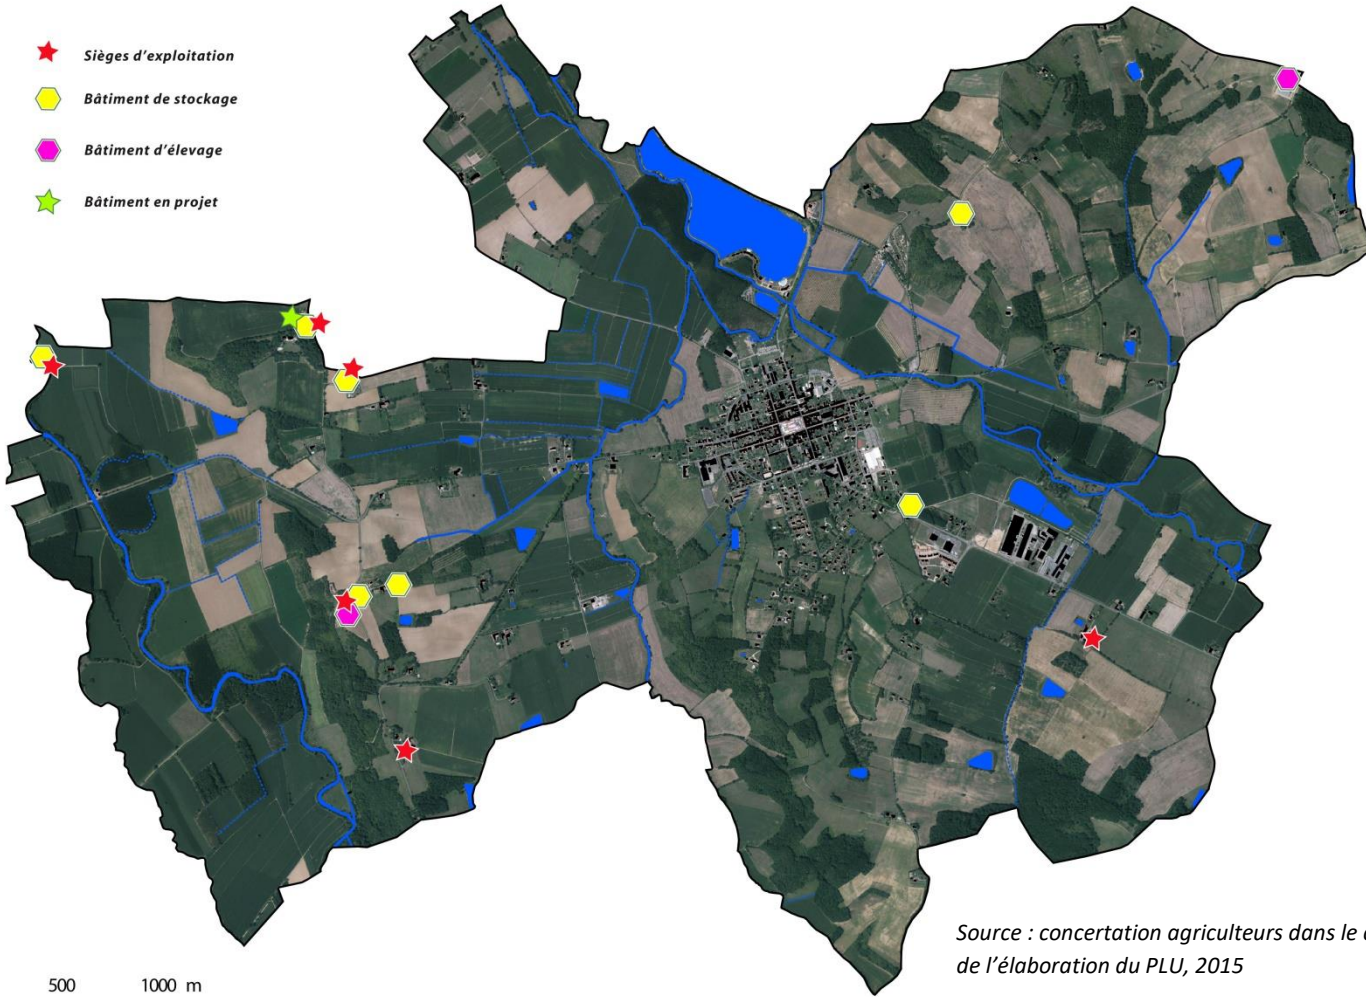 Sièges d'exploitation
Bâtiment de stockage
Bâtiment d'élevage
Bâtiment en projet
Source : concertation agriculteurs dans le
de l'élaboration du PLU, 2015
500 1000 m